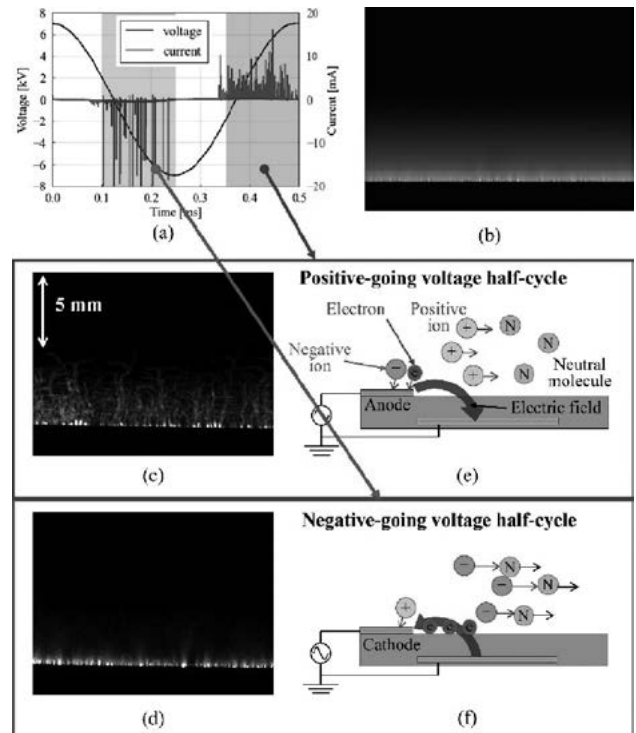 8
6
4
2
0
−2
−4
−6
−8
Voltage [kV]
voltage
current
20
10
0
−10
−20
Current [mA]
0.0 0.1 0.2 0.3 0.4 0.5
Time [ms]
(a)
(b)
5 mm
(c)
Positive-going voltage half-cycle
Electron
Positive
ion
Negative
ion
+ N
− e + N
+ N
Neutral
molecule
Anode
Electric field
(e)
(d)
Negative-going voltage half-cycle
− N
− N
+ − N
e e e
Cathode
(f)